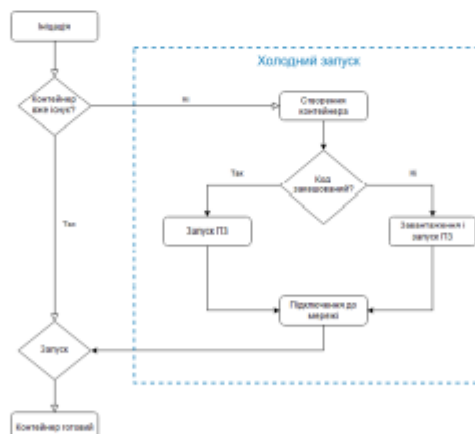 Ініціація
Холодний запуск
Контейнер
вже існує?
Ні
Створення
контейнера
Код
закешований?
Так
Ні
Запуск ПЗ
Завантаження і
запуск ПЗ
Так
Підключення до
мережі
Запуск
Контейнер готовий